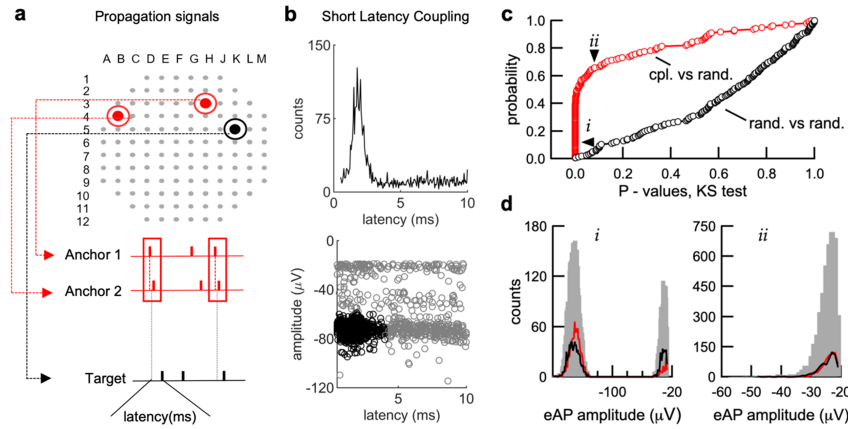 a
Propagation signals
A B C D E F G H J K L M
1
2
3
4
5
6
7
8
9
10
11
12
Anchor 1
Anchor 2
Target
latency(ms)
b
Short Latency Coupling
150
75
0
counts
5
10
latency (ms)
0
-40
-80
-120
amplitude (μV)
5
10
latency (ms)
c
1.0
0.8
0.6
0.4
0.2
0.0
probability
ii
i
cpl. vs rand.
rand. vs rand.
0.0 0.2 0.4 0.6 0.8 1.0
P - values, KS test
d
i
180
120
60
0
counts
-100 -20
eAP amplitude (μV)
ii
750
600
450
300
150
0
-60 -50 -40 -30 -20
eAP amplitude (μV)